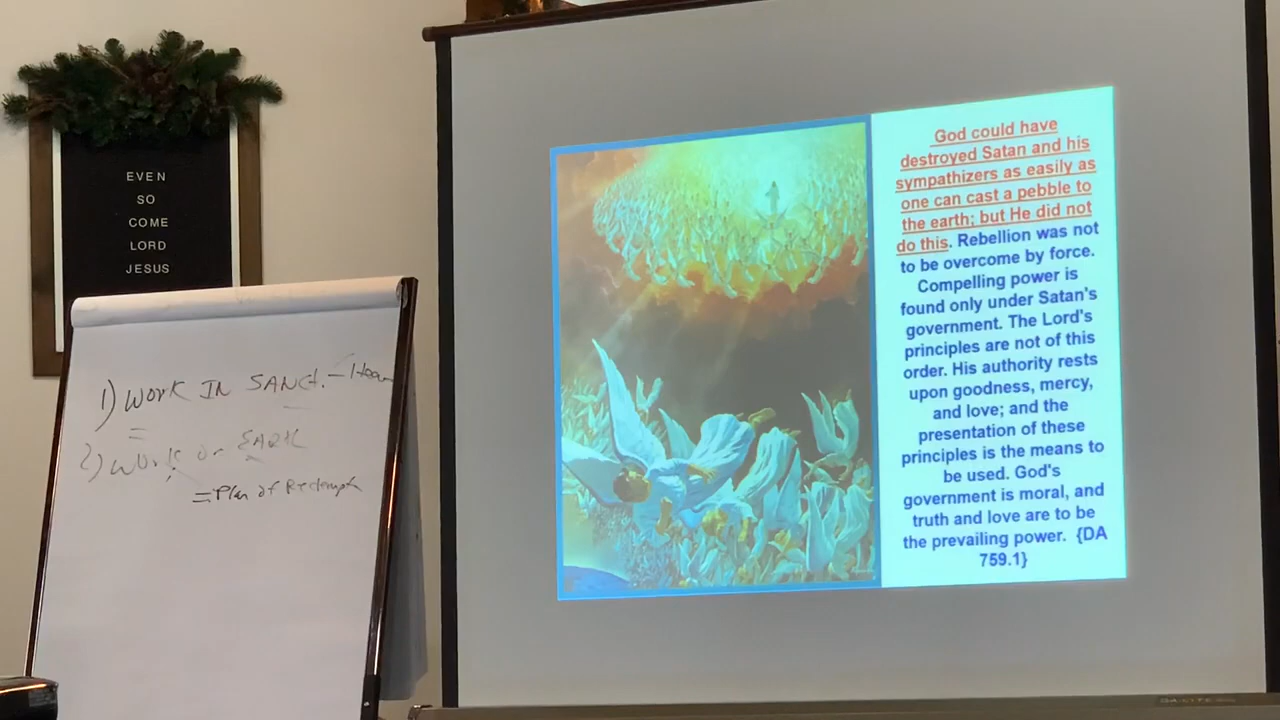 EVEN
SO
COME
LORD
JESUS
1) WORK IN SANCT. -
2) WORK on EARTH
= Plan of Redempt
God could have
destroyed Satan and his
sympathizers as easily as
one can cast a pebble to
the earth; but He did not
do this. Rebellion was not
to be overcome by force.
Compelling power is
found only under Satan's
government. The Lord's
principles are not of this
order. His authority rests
upon goodness, mercy,
and love; and the
presentation of these
principles is the means to
be used. God's
government is moral, and
truth and love are to be
the prevailing power. {DA
759.1}
DA-LITE